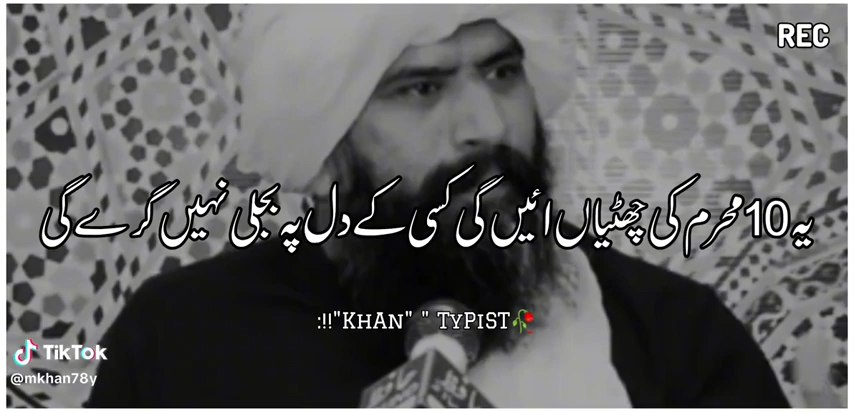 REC
یہ 10 محرم کی چھٹیاں ائیں گی کسی کے دل پہ بجلی نہیں گرے گی
:!!"KHAN" " TYPIST🥀
TikTok
@mkhan78y